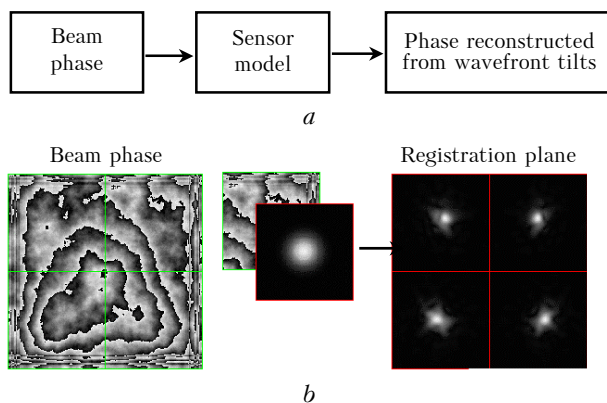 Beam
phase
Sensor
model
Phase reconstructed
from wavefront tilts
a
Beam phase
Registration plane
b